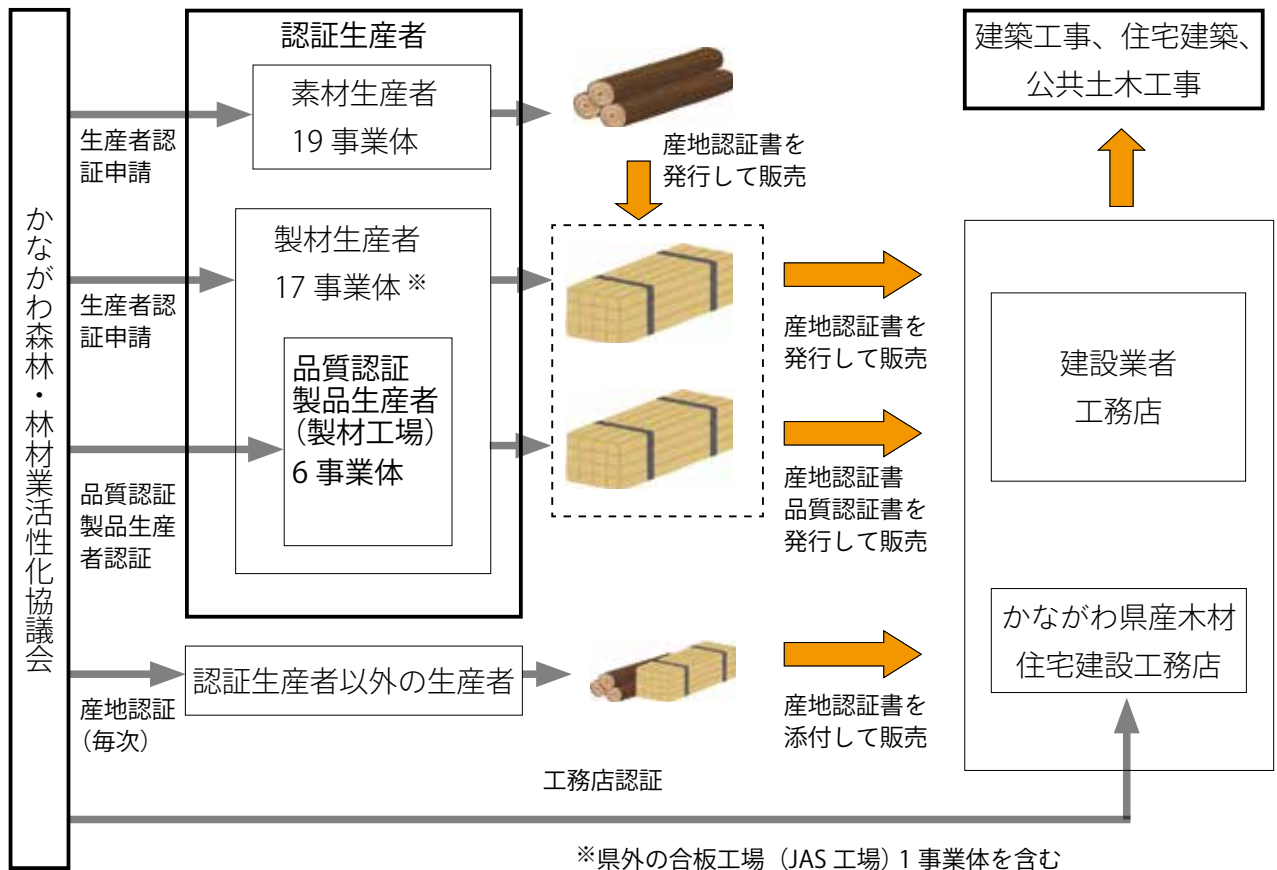 かながわ森林・林材業活性化協議会
認証生産者
素材生産者
19 事業体
生産者認
証申請
産地認証書を
発行して販売
製材生産者
17 事業体※
生産者認
証申請
品質認証
製品生産者
（製材工場）
6 事業体
品質認証
製品生産
者認証
産地認証書を
発行して販売
産地認証書
品質認証書を
発行して販売
認証生産者以外の生産者
産地認証
（毎次）
産地認証書を
添付して販売
建築工事、住宅建築、
公共土木工事
建設業者
工務店
かながわ県産木材
住宅建設工務店
工務店認証
※県外の合板工場（JAS 工場）1 事業体を含む